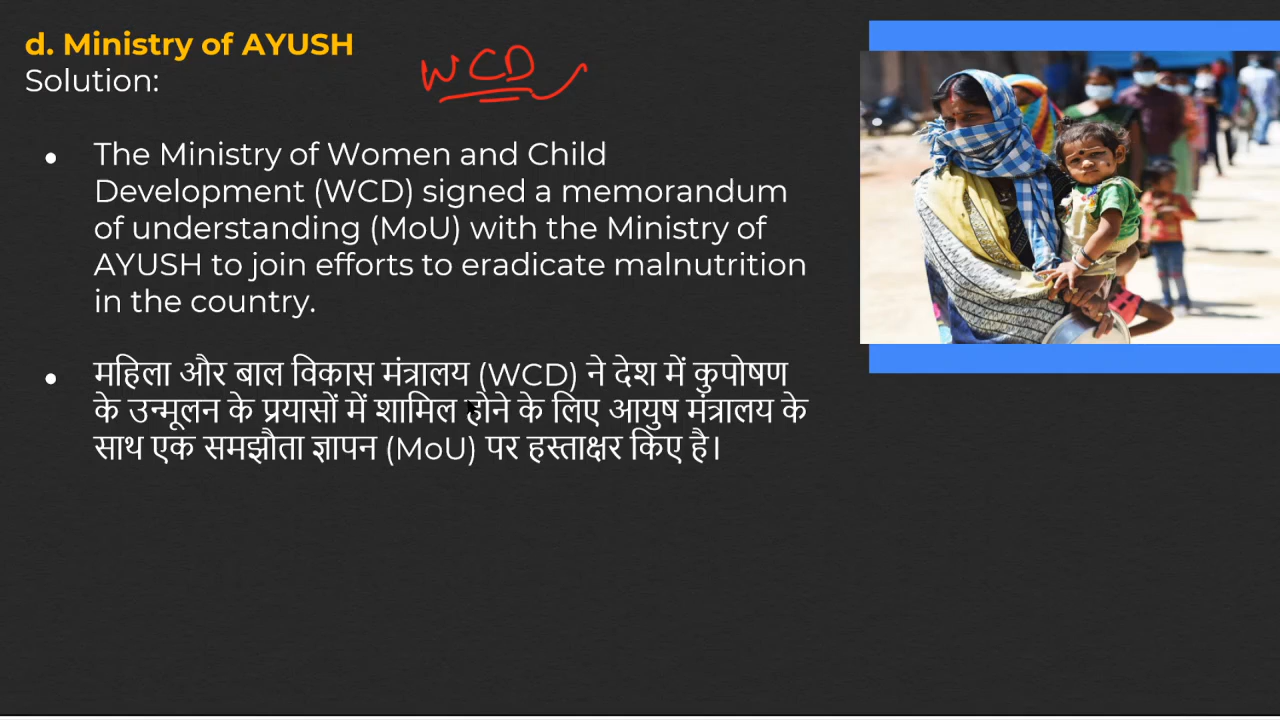 d. Ministry of AYUSH
WCD
Solution:
• The Ministry of Women and Child
Development (WCD) signed a memorandum
of understanding (MoU) with the Ministry of
AYUSH to join efforts to eradicate malnutrition
in the country.
• महिला और बाल विकास मंत्रालय (WCD) ने देश में कुपोषण
के उन्मूलन के प्रयासों में शामिल होने के लिए आयुष मंत्रालय के
साथ एक समझौता ज्ञापन (MoU) पर हस्ताक्षर किए है।